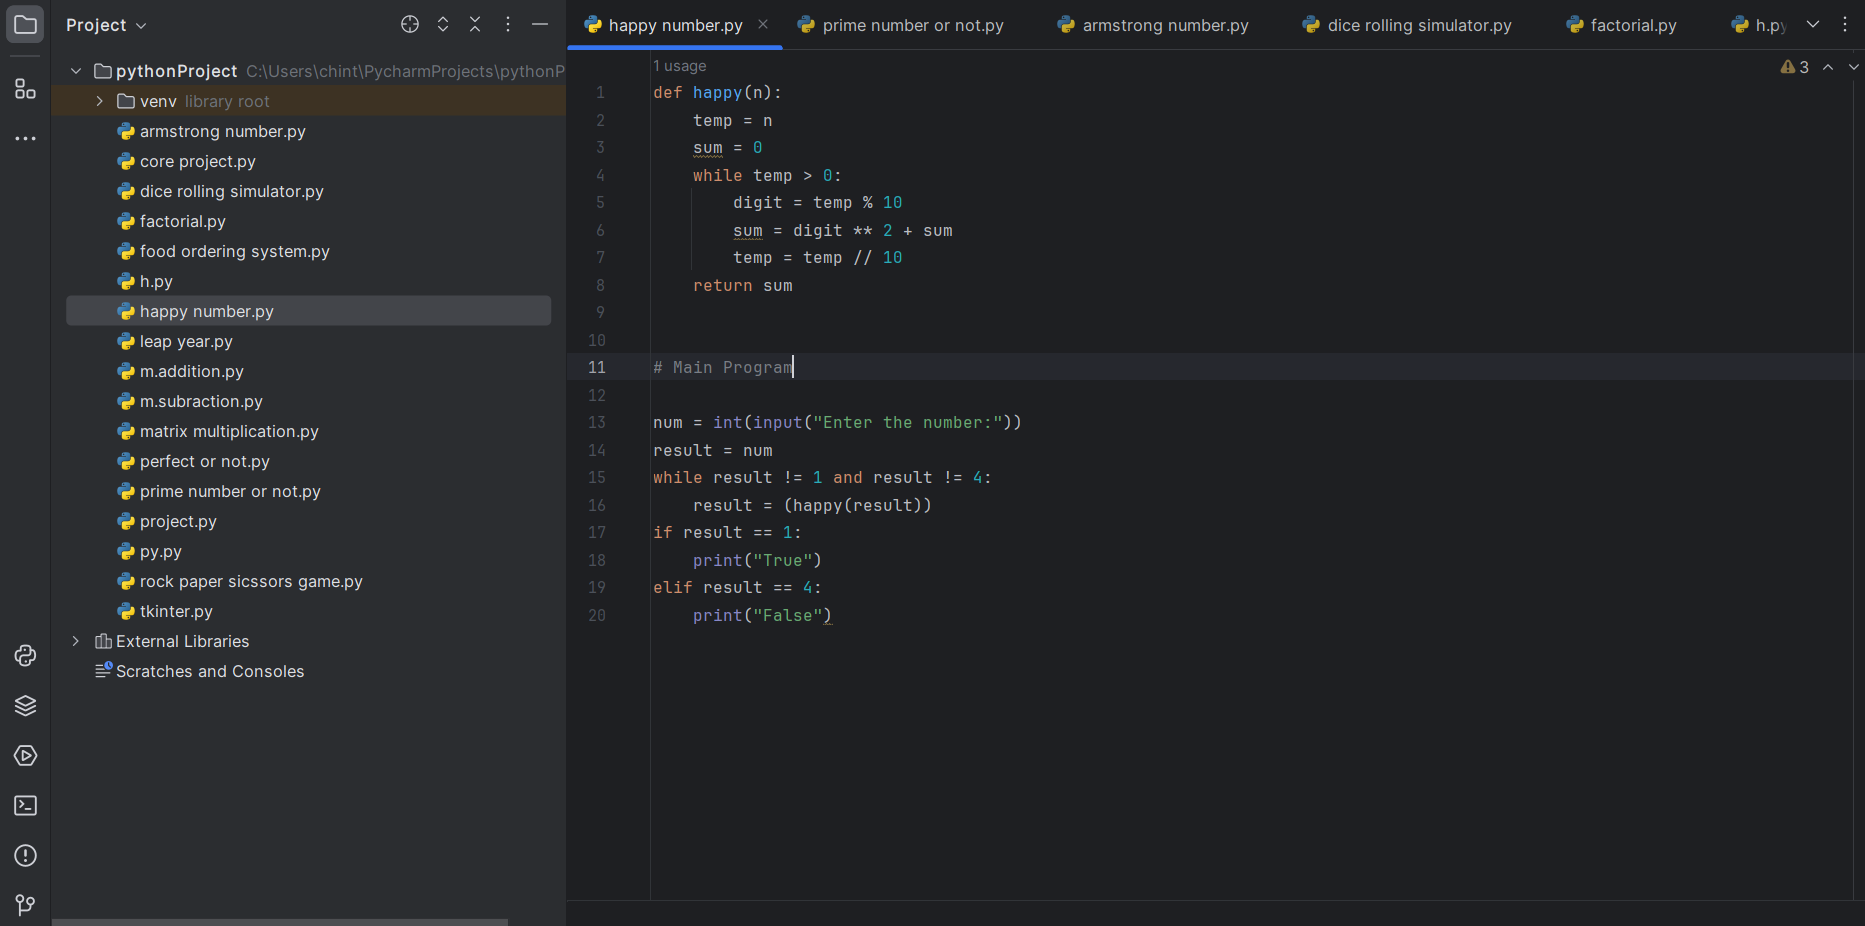 Project
pythonProject C:\Users\chint\PycharmProjects\pythonP
venv library root
armstrong number.py
core project.py
dice rolling simulator.py
factorial.py
food ordering system.py
h.py
happy number.py
leap year.py
m.addition.py
m.subraction.py
matrix multiplication.py
perfect or not.py
prime number or not.py
project.py
py.py
rock paper sicssors game.py
tkinter.py
External Libraries
Scratches and Consoles
happy number.py prime number or not.py armstrong number.py dice rolling simulator.py factorial.py h.py
1 usage 3
1 def happy(n):
2     temp = n
3     sum = 0
4     while temp > 0:
5         digit = temp % 10
6         sum = digit ** 2 + sum
7         temp = temp // 10
8     return sum
9
10
11 # Main Program
12
13 num = int(input("Enter the number:"))
14 result = num
15 while result != 1 and result != 4:
16     result = (happy(result))
17 if result == 1:
18     print("True")
19 elif result == 4:
20     print("False")